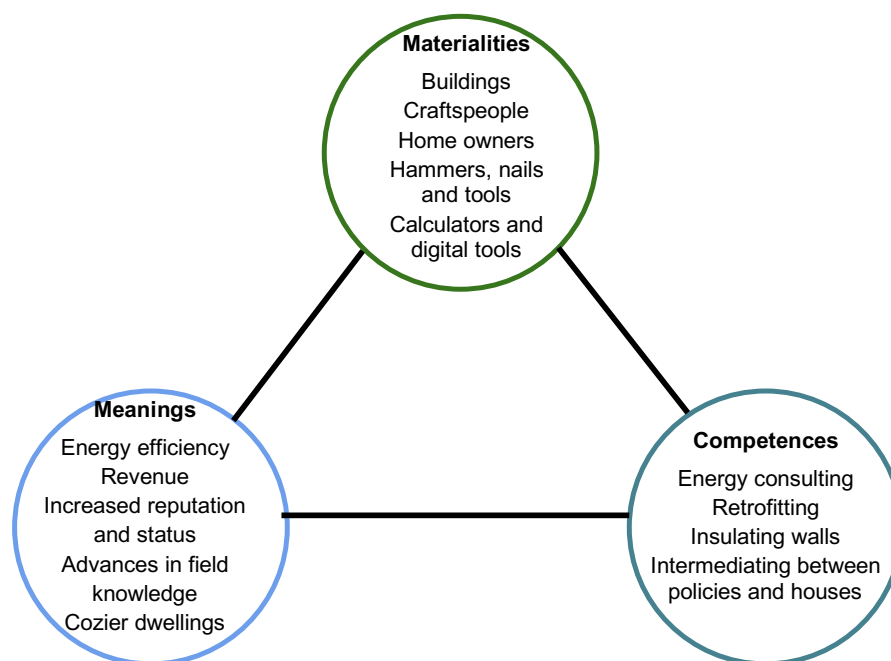 Materialities
Buildings
Craftspeople
Home owners
Hammers, nails
and tools
Calculators and
digital tools
Meanings
Energy efficiency
Revenue
Increased reputation
and status
Advances in field
knowledge
Cozier dwellings
Competences
Energy consulting
Retrofitting
Insulating walls
Intermediating between
policies and houses